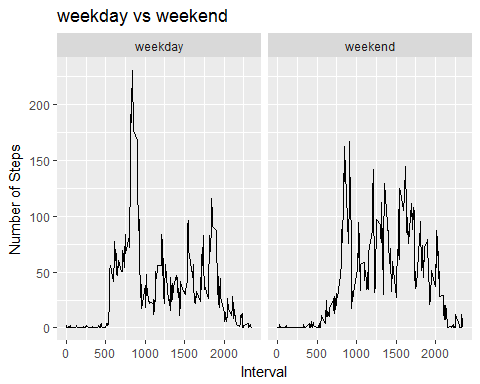 weekday vs weekend
weekday
weekend
Number of Steps
200
150
100
50
0
0 500 1000 1500 2000
0 500 1000 1500 2000
Interval